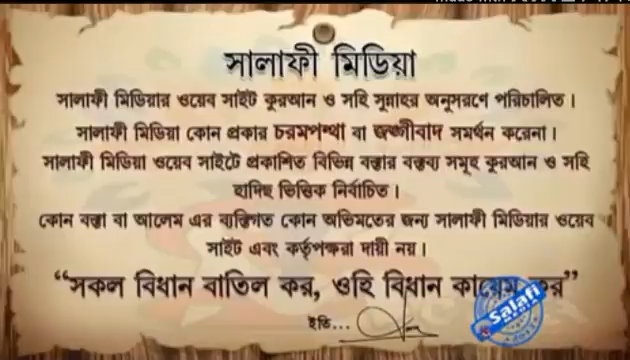 সালাফী মিডিয়া
সালাফী মিডিয়ার ওয়েব সাইট কুরআন ও সহি সুন্নাহর অনুসরণে পরিচালিত।
সালাফী মিডিয়া কোন প্রকার চরমপন্থা বা জঙ্গীবাদ সমর্থন করেনা।
সালাফী মিডিয়া ওয়েব সাইটে প্রকাশিত বিভিন্ন বক্তার বক্তব্য সমূহ কুরআন ও সহি
হাদিছ ভিত্তিক নির্বাচিত।
কোন বক্তা বা আলেম এর ব্যক্তিগত কোন অভিমতের জন্য সালাফী মিডিয়ার ওয়েব
সাইট এবং কর্তৃপক্ষরা দায়ী নয়।
“সকল বিধান বাতিল কর, ওহি বিধান কায়েম কর”
ইতি...
Salafi
MEDIA